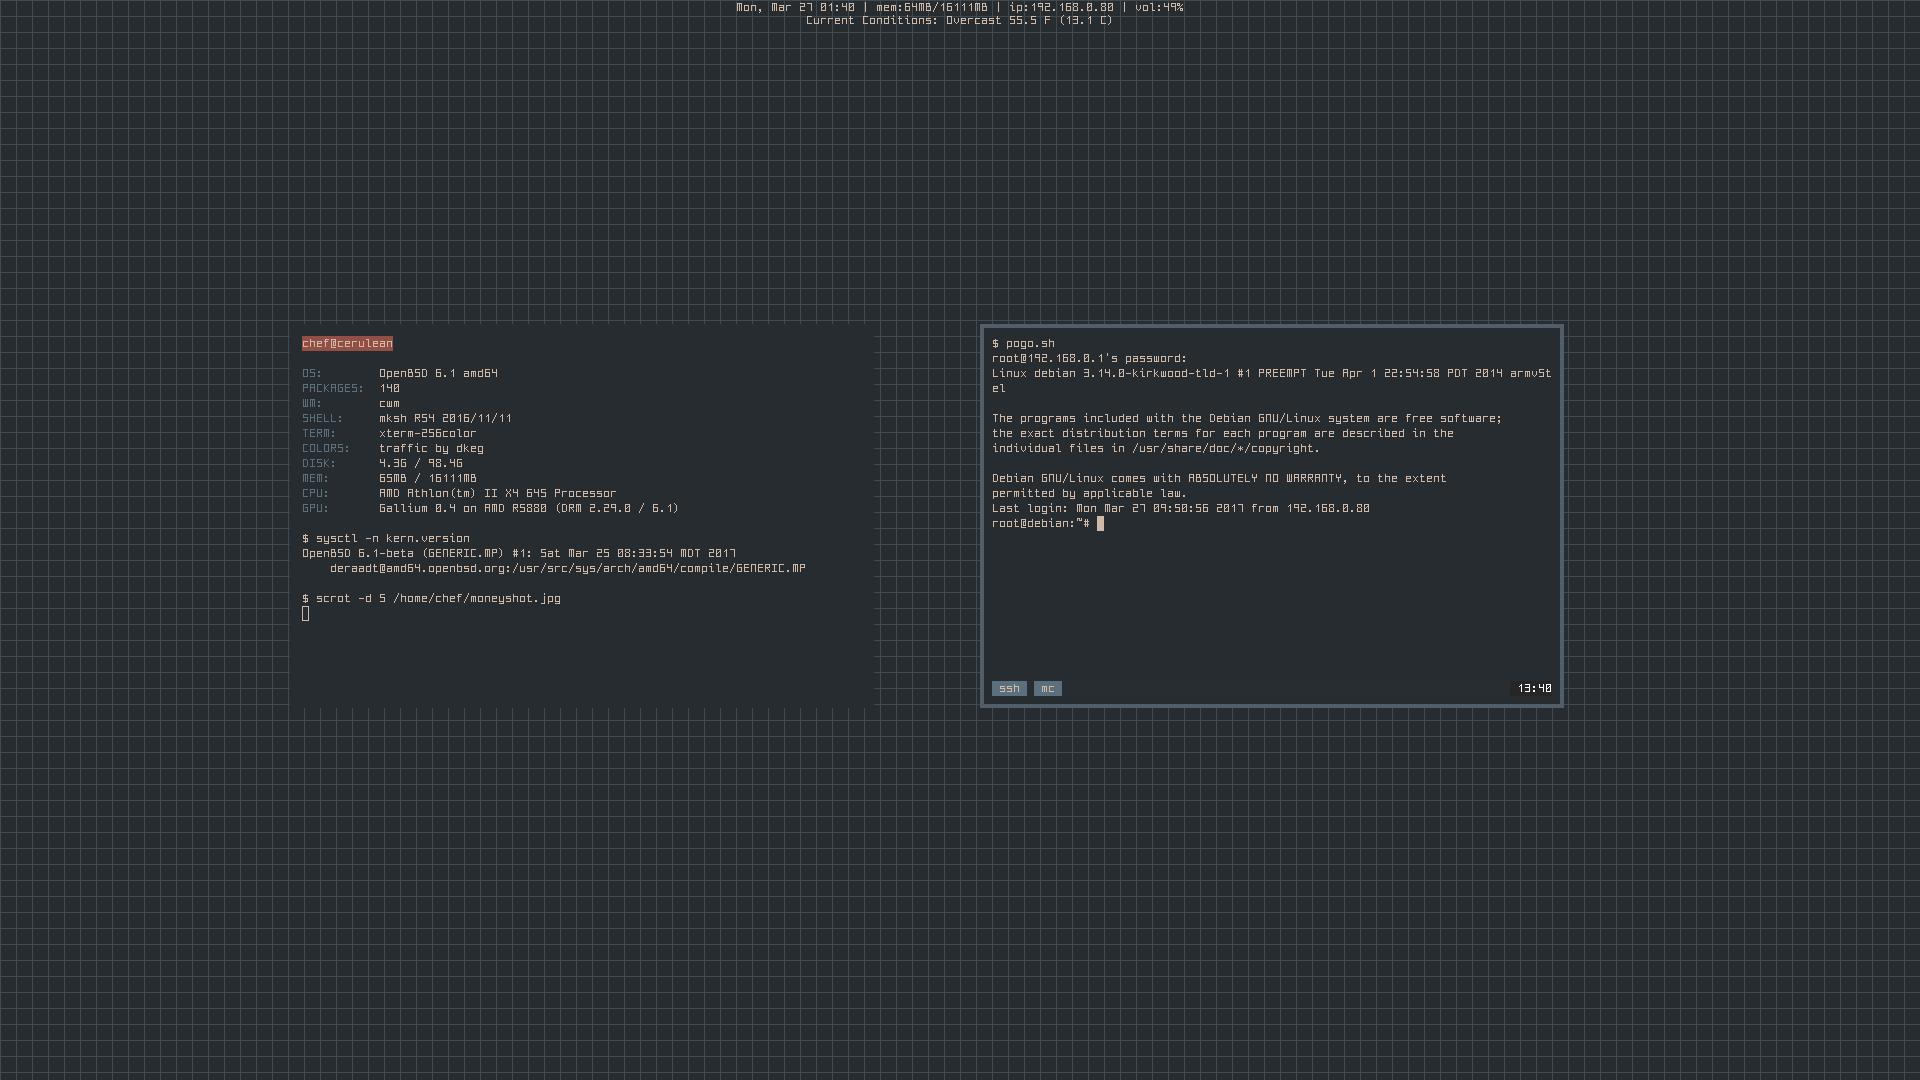 Mon, Mar 27 01:40 | mem:64MB/16111MB | ip:192.168.0.80 | vol:49%
Current Conditions: Overcast 55.5 F (13.1 C)
chef@cerulean
OS: OpenBSD 6.1 amd64
PACKAGES: 140
WM: cwm
SHELL: mksh R54 2016/11/11
TERM: xterm-256color
COLORS: traffic by dkeg
DISK: 4.3G / 98.4G
MEM: 65MB / 16111MB
CPU: AMD Athlon(tm) II X4 645 Processor
GPU: Gallium 0.4 on AMD RS880 (DRM 2.29.0 / 6.1)
$ sysctl -n kern.version
OpenBSD 6.1-beta (GENERIC.MP) #1: Sat Mar 25 08:33:54 MDT 2017
deraadt@amd64.openbsd.org:/usr/src/sys/arch/amd64/compile/GENERIC.MP
$ scrot -d 5 /home/chef/moneyshot.jpg
$ pogo.sh
root@192.168.0.1's password:
Linux debian 3.14.0-kirkwood-tld-1 #1 PREEMPT Tue Apr 1 22:54:58 PDT 2014 armv5t
el
The programs included with the Debian GNU/Linux system are free software;
the exact distribution terms for each program are described in the
individual files in /usr/share/doc/*/copyright.
Debian GNU/Linux comes with ABSOLUTELY NO WARRANTY, to the extent
permitted by applicable law.
Last login: Mon Mar 27 09:50:56 2017 from 192.168.0.80
root@debian:~#
ssh mc 13:40